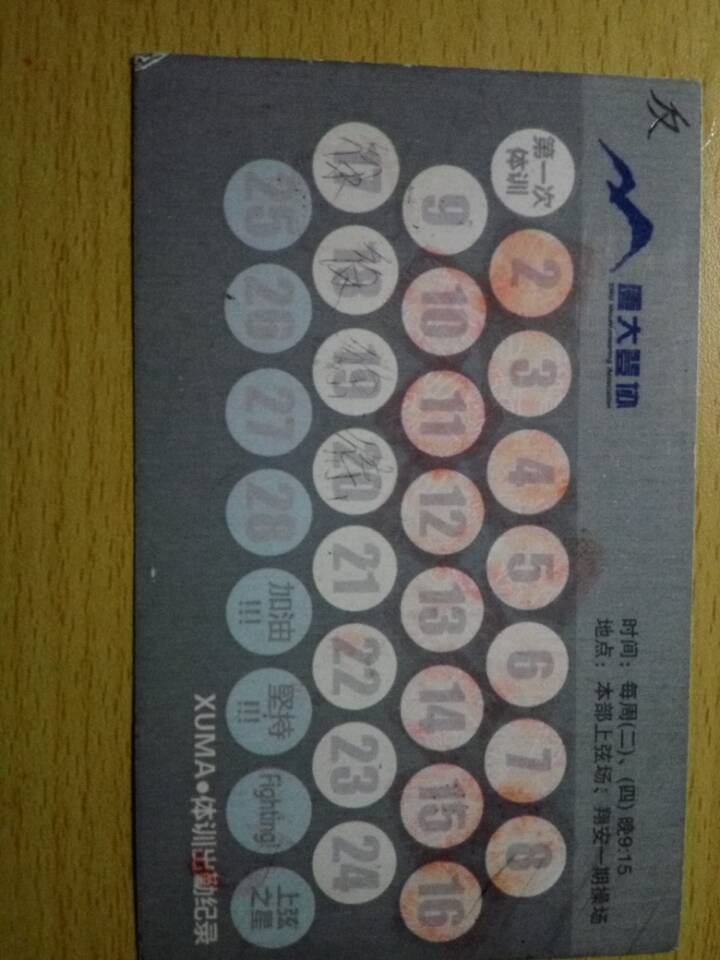 厦大登协
XMU Mountaineering Association
时间：每周(二)、(四) 晚9:15
地点：本部上弦场；翔安一期操场
第一次
体训
2 3 4 5 6 7 8
9 10 11 12 13 14 15 16
17 18 19 20 21 22 23 24
25 26 27 28
加油
!!!
坚持
!!!
Fighting!
上弦
之星
XUMA•体训出勤纪录